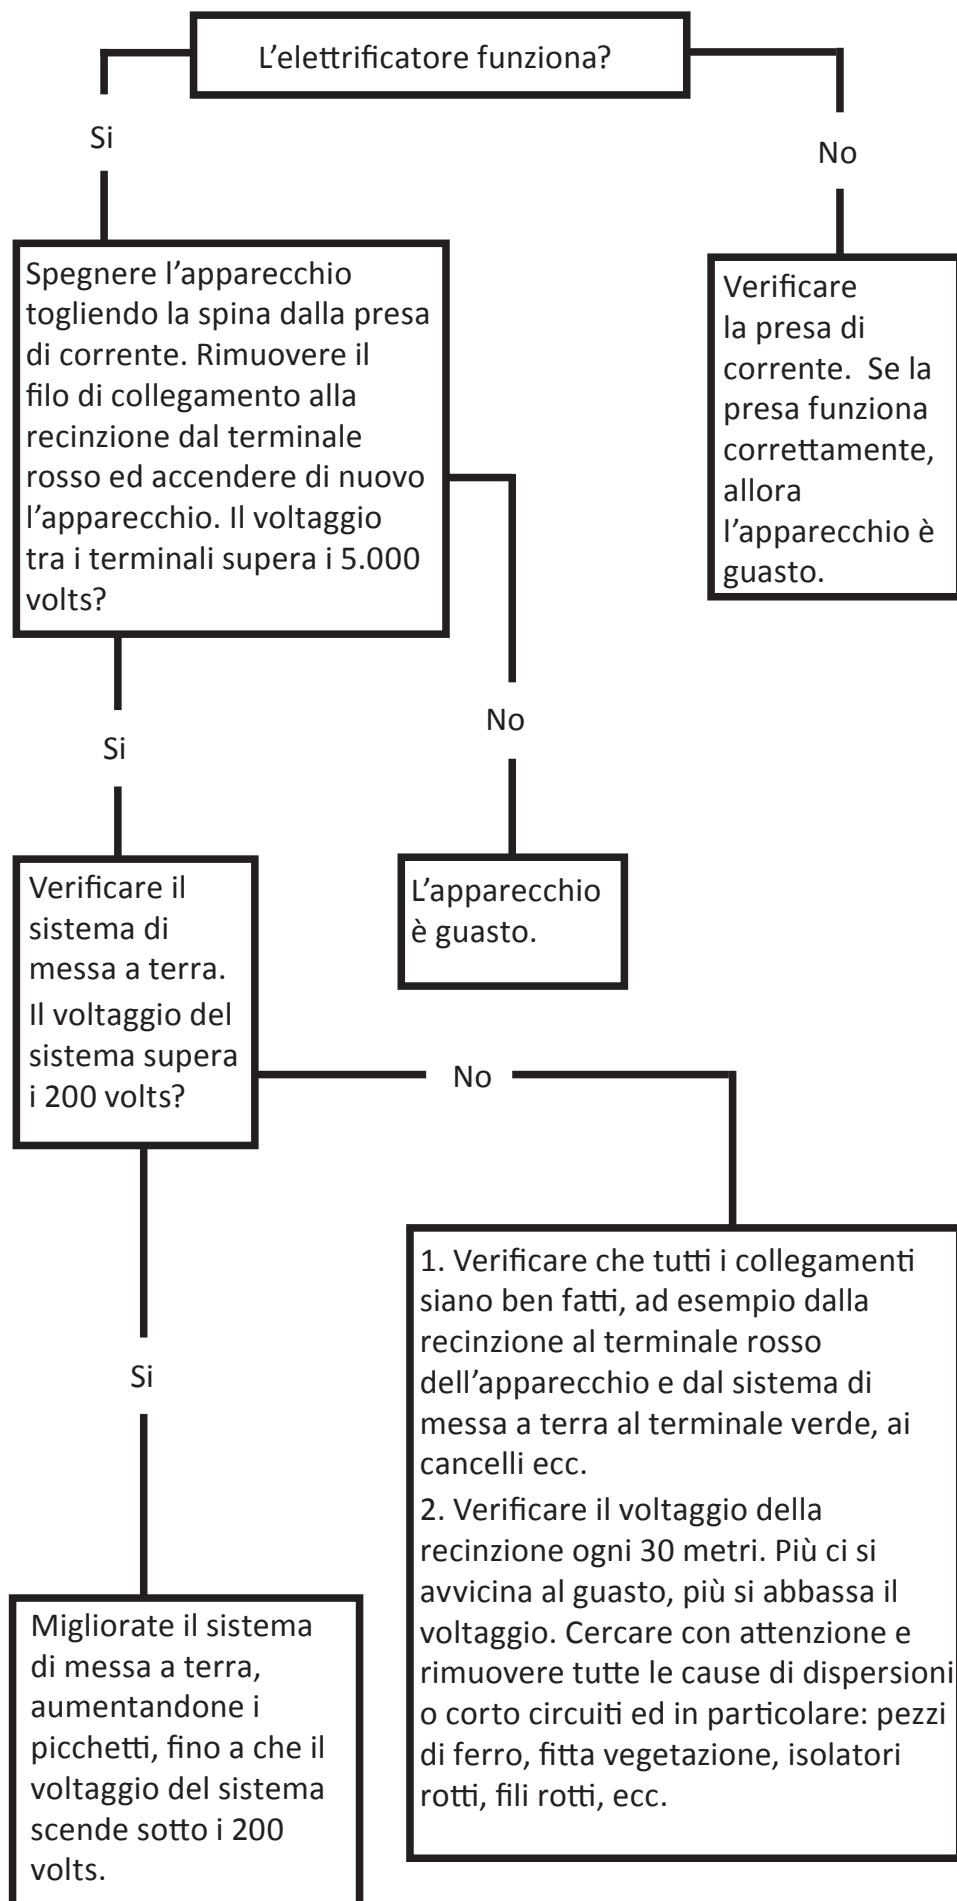 L'elettrificatore funziona?
Si
No
Spegnere l'apparecchio
togliendo la spina dalla presa
di corrente. Rimuovere il
filo di collegamento alla
recinzione dal terminale
rosso ed accendere di nuovo
l'apparecchio. Il voltaggio
tra i terminali supera i 5.000
volts?
Verificare
la presa di
corrente. Se la
presa funziona
correttamente,
allora
l'apparecchio è
guasto.
Si
No
Verificare il
sistema di
messa a terra.
Il voltaggio del
sistema supera
i 200 volts?
L'apparecchio
è guasto.
No
Si
1. Verificare che tutti i collegamenti
siano ben fatti, ad esempio dalla
recinzione al terminale rosso
dell'apparecchio e dal sistema di
messa a terra al terminale verde, ai
cancelli ecc.
2. Verificare il voltaggio della
recinzione ogni 30 metri. Più ci si
avvicina al guasto, più si abbassa il
voltaggio. Cercare con attenzione e
rimuovere tutte le cause di dispersioni
o corto circuiti ed in particolare: pezzi
di ferro, fitta vegetazione, isolatori
rotti, fili rotti, ecc.
Migliorate il sistema
di messa a terra,
aumentandone i
picchetti, fino a che il
voltaggio del sistema
scende sotto i 200
volts.